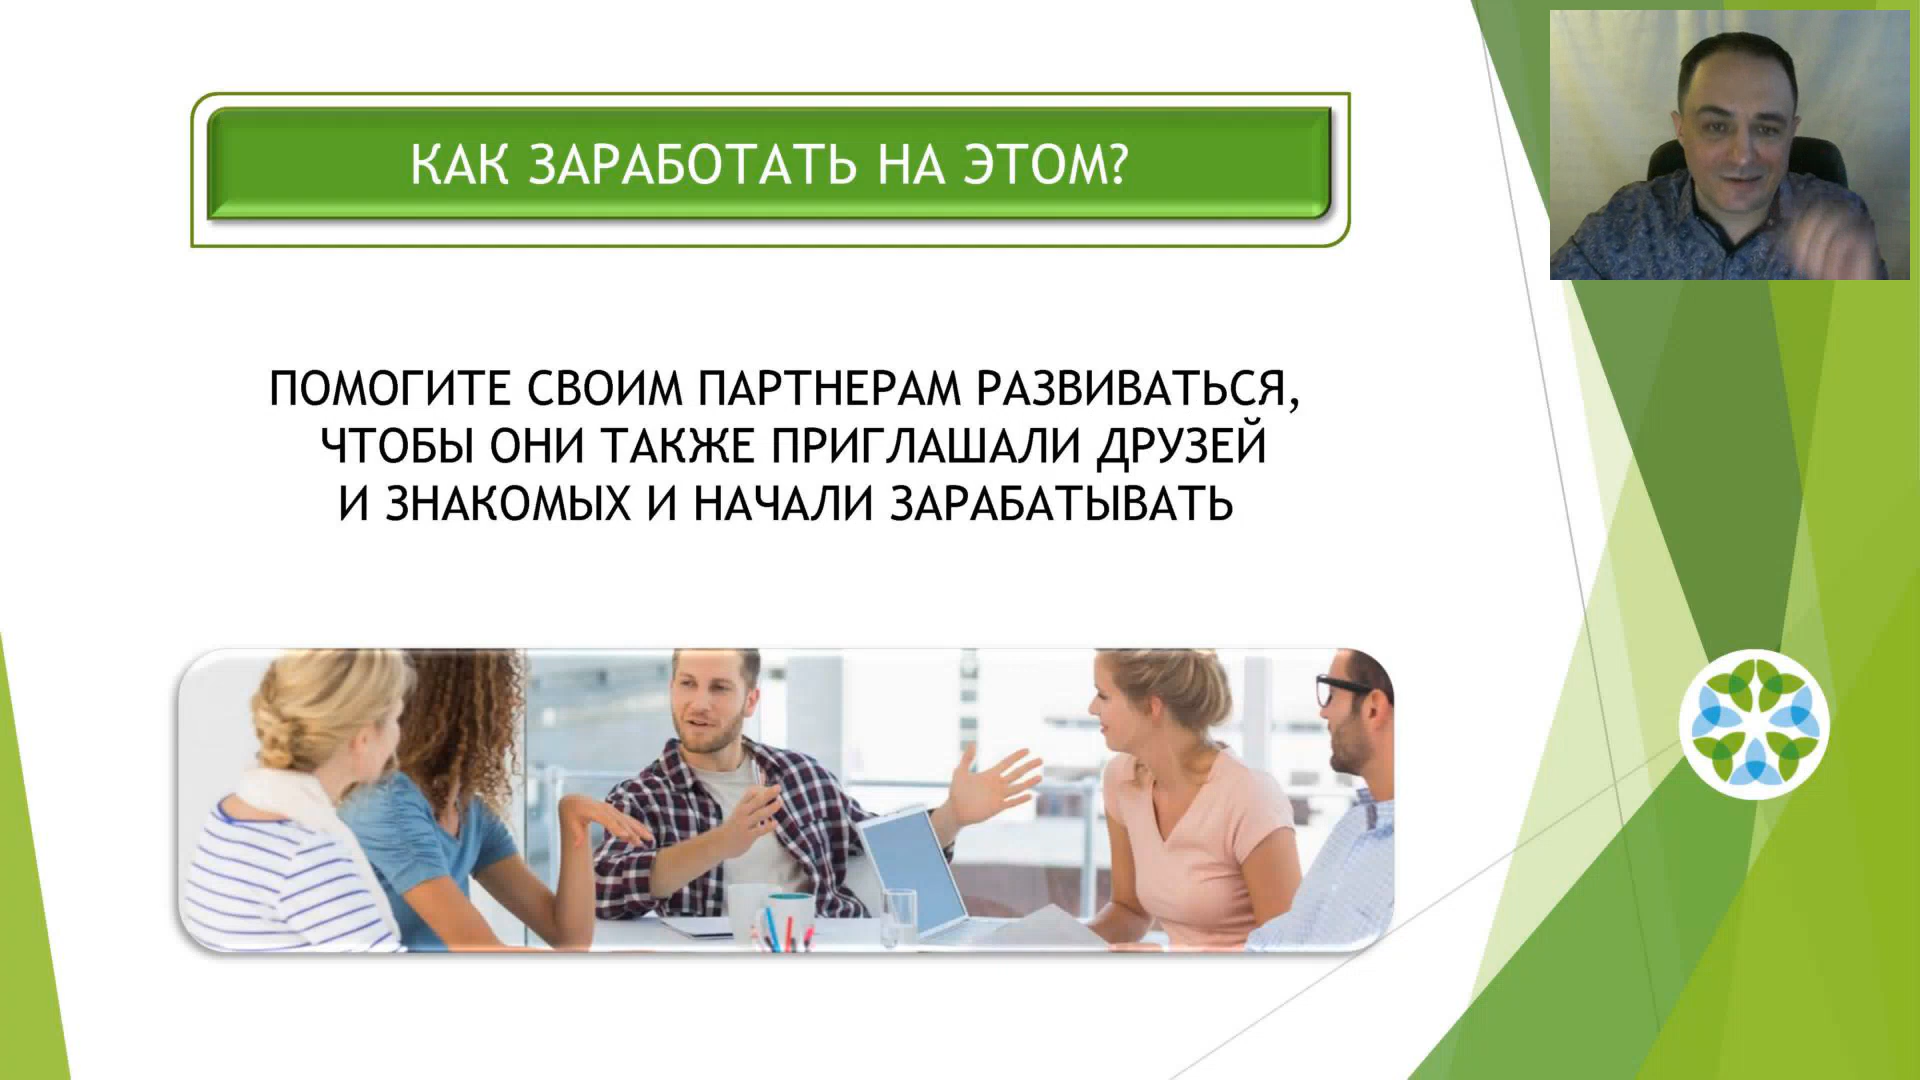 КАК ЗАРАБОТАТЬ НА ЭТОМ?
ПОМОГИТЕ СВОИМ ПАРТНЕРАМ РАЗВИВАТЬСЯ,
ЧТОБЫ ОНИ ТАКЖЕ ПРИГЛАШАЛИ ДРУЗЕЙ
И ЗНАКОМЫХ И НАЧАЛИ ЗАРАБАТЫВАТЬ